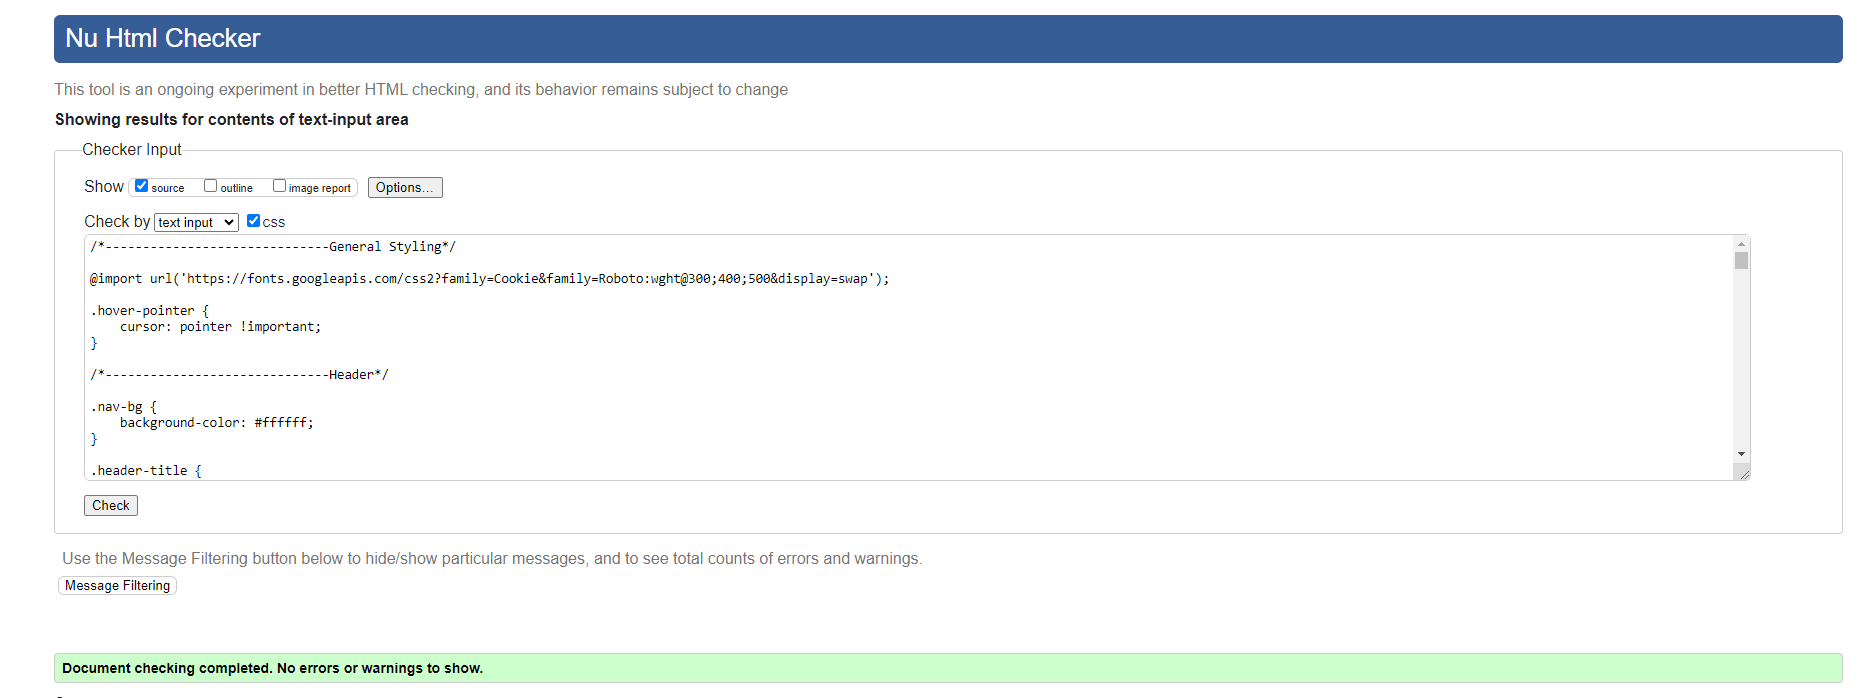 Nu Html Checker
This tool is an ongoing experiment in better HTML checking, and its behavior remains subject to change
Showing results for contents of text-input area
Checker Input
Show source outline image report Options...
Check by text input css
/*------------------------------General Styling*/
@import url('https://fonts.googleapis.com/css2?family=Cookie&family=Roboto:wght@300;400;500&display=swap');
.hover-pointer {
    cursor: pointer !important;
}
/*------------------------------Header*/
.nav-bg {
    background-color: #ffffff;
}
.header-title {
Check
Use the Message Filtering button below to hide/show particular messages, and to see total counts of errors and warnings.
Message Filtering
Document checking completed. No errors or warnings to show.